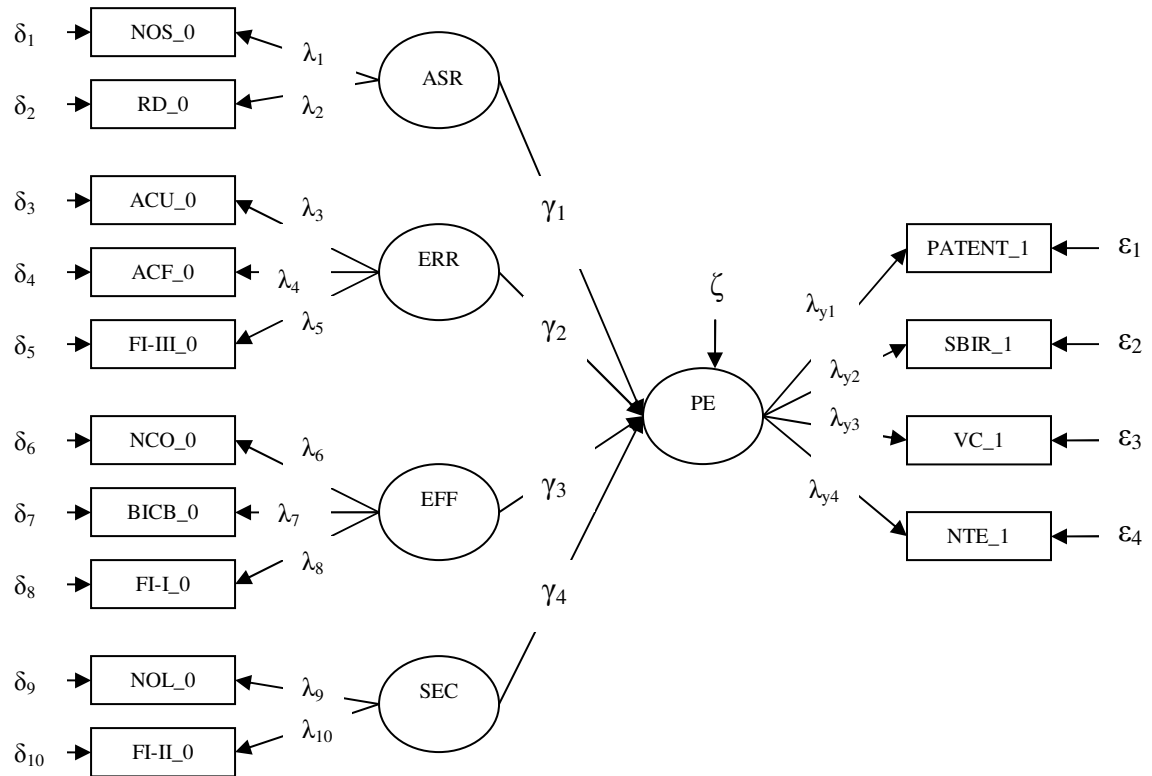 δ1 NOS_0 λ1 ASR
δ2 RD_0 λ2
δ3 ACU_0 λ3 γ1
δ4 ACF_0 λ4 ERR
δ5 FI-III_0 λ5 γ2
ζ
PE
λy1 PATENT_1 ε1
λy2 SBIR_1 ε2
λy3 VC_1 ε3
λy4 NTE_1 ε4
δ6 NCO_0 λ6
δ7 BICB_0 λ7 EFF γ3
δ8 FI-I_0 λ8 γ4
δ9 NOL_0 λ9 SEC
δ10 FI-II_0 λ10